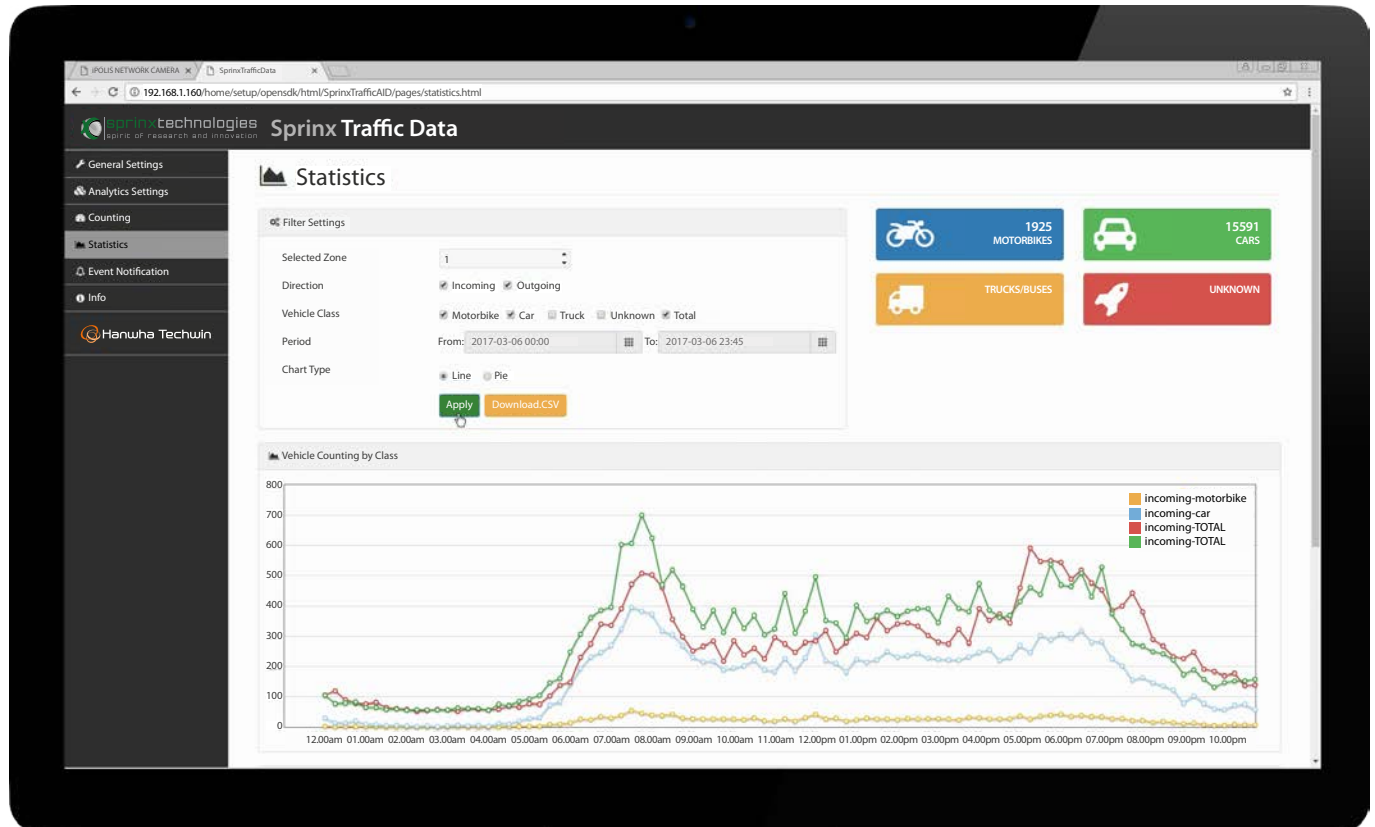 iPOLIS NETWORK CAMERA
SprinxTrafficData
192.168.1.160/home/setup/opensdk/html/SprinxTrafficAID/pages/statistics.html
sprinxtechnologies
spirit of research and innovation
Sprinx Traffic Data
General Settings
Analytics Settings
Counting
Statistics
Event Notification
Info
Hanwha Techwin
Statistics
Filter Settings
Selected Zone
1
Direction
Incoming Outgoing
Vehicle Class
Motorbike Car Truck Unknown Total
Period
From: 2017-03-06 00:00 To: 2017-03-06 23:45
Chart Type
Line Pie
Apply Download.CSV
1925
MOTORBIKES
15591
CARS
TRUCKS/BUSES
UNKNOWN
Vehicle Counting by Class
800
700
600
500
400
300
200
100
0
incoming-motorbike
incoming-car
incoming-TOTAL
incoming-TOTAL
12.00am 01.00am 02.00am 03.00am 04.00am 05.00am 06.00am 07.00am 08.00am 09.00am 10.00am 11.00am 12.00pm 01.00pm 02.00pm 03.00pm 04.00pm 05.00pm 06.00pm 07.00pm 08.00pm 09.00pm 10.00pm